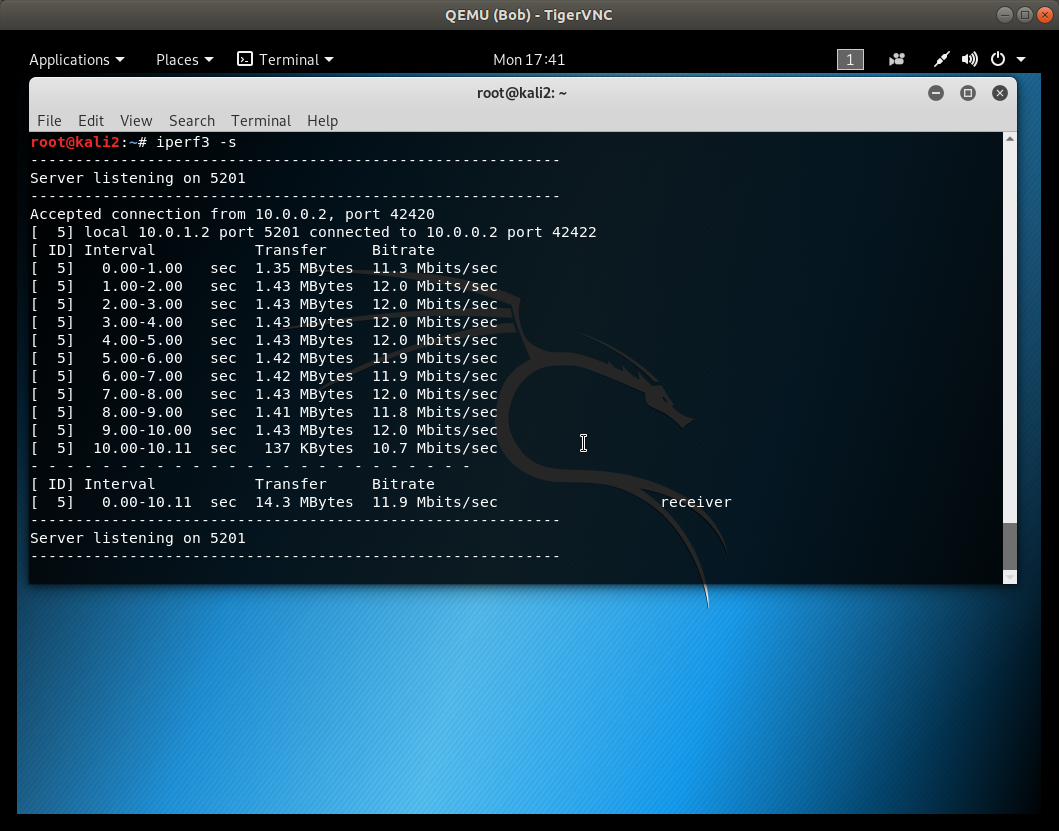 QEMU (Bob) - TigerVNC
Applications Places Terminal Mon 17:41 1
root@kali2: ~
File Edit View Search Terminal Help
root@kali2:~# iperf3 -s
-----------------------------------------------------------
Server listening on 5201
-----------------------------------------------------------
Accepted connection from 10.0.0.2, port 42420
[  5] local 10.0.1.2 port 5201 connected to 10.0.0.2 port 42422
[ ID] Interval           Transfer     Bitrate
[  5]   0.00-1.00   sec  1.35 MBytes  11.3 Mbits/sec
[  5]   1.00-2.00   sec  1.43 MBytes  12.0 Mbits/sec
[  5]   2.00-3.00   sec  1.43 MBytes  12.0 Mbits/sec
[  5]   3.00-4.00   sec  1.43 MBytes  12.0 Mbits/sec
[  5]   4.00-5.00   sec  1.43 MBytes  12.0 Mbits/sec
[  5]   5.00-6.00   sec  1.42 MBytes  11.9 Mbits/sec
[  5]   6.00-7.00   sec  1.42 MBytes  11.9 Mbits/sec
[  5]   7.00-8.00   sec  1.43 MBytes  12.0 Mbits/sec
[  5]   8.00-9.00   sec  1.41 MBytes  11.8 Mbits/sec
[  5]   9.00-10.00  sec  1.43 MBytes  12.0 Mbits/sec
[  5]  10.00-10.11  sec   137 KBytes  10.7 Mbits/sec
- - - - - - - - - - - - - - - - - - - - - - - - -
[ ID] Interval           Transfer     Bitrate
[  5]   0.00-10.11  sec  14.3 MBytes  11.9 Mbits/sec                  receiver
-----------------------------------------------------------
Server listening on 5201
-----------------------------------------------------------